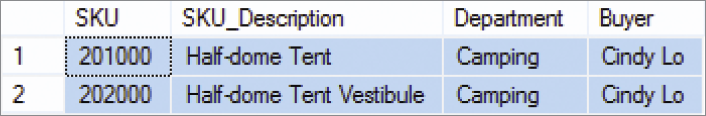 SKU SKU_Description Department Buyer
1 201000 Half-dome Tent Camping Cindy Lo
2 202000 Half-dome Tent Vestibule Camping Cindy Lo